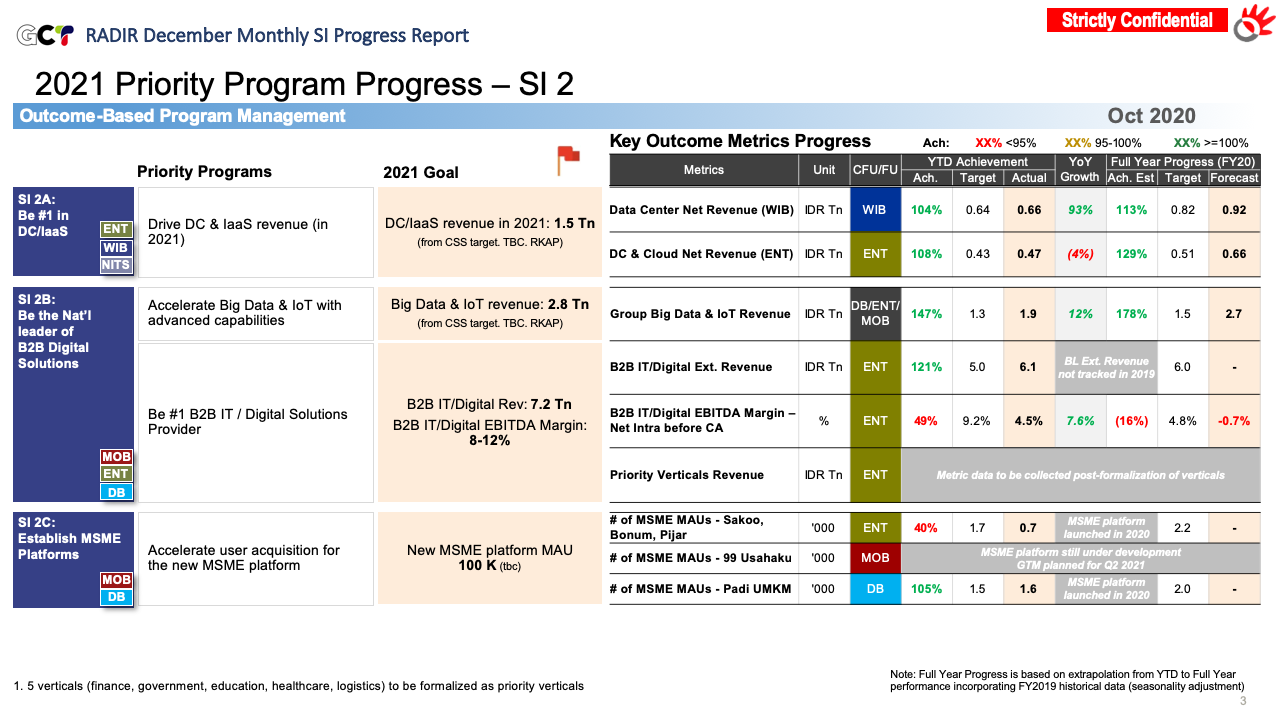 GCT RADIR December Monthly SI Progress Report
Strictly Confidential
2021 Priority Program Progress – SI 2
Outcome-Based Program Management
Oct 2020
Priority Programs
2021 Goal
SI 2A:
Be #1 in
DC/IaaS
ENT
WIB
NITS
Drive DC & IaaS revenue (in
2021)
DC/IaaS revenue in 2021: 1.5 Tn
(from CSS target. TBC. RKAP)
SI 2B:
Be the Nat'l
leader of
B2B Digital
Solutions
MOB
ENT
DB
Accelerate Big Data & IoT with
advanced capabilities
Big Data & IoT revenue: 2.8 Tn
(from CSS target. TBC. RKAP)
Be #1 B2B IT / Digital Solutions
Provider
B2B IT/Digital Rev: 7.2 Tn
B2B IT/Digital EBITDA Margin:
8-12%
SI 2C:
Establish MSME
Platforms
MOB
DB
Accelerate user acquisition for
the new MSME platform
New MSME platform MAU
100 K (tbc)
Key Outcome Metrics Progress
Ach: XX% <95% XX% 95-100% XX% >=100%
Metrics Unit CFU/FU YTD Achievement YoY Growth Full Year Progress (FY20)
Ach. Target Actual Ach. Est Target Forecast
Data Center Net Revenue (WIB) IDR Tn WIB 104% 0.64 0.66 93% 113% 0.82 0.92
DC & Cloud Net Revenue (ENT) IDR Tn ENT 108% 0.43 0.47 (4%) 129% 0.51 0.66
Group Big Data & IoT Revenue IDR Tn DB/ENT/ MOB 147% 1.3 1.9 12% 178% 1.5 2.7
B2B IT/Digital Ext. Revenue IDR Tn ENT 121% 5.0 6.1 BL Ext. Revenue not tracked in 2019 6.0 -
B2B IT/Digital EBITDA Margin –
Net Intra before CA % ENT 49% 9.2% 4.5% 7.6% (16%) 4.8% -0.7%
Priority Verticals Revenue IDR Tn ENT Metric data to be collected post-formalization of verticals
# of MSME MAUs - Sakoo,
Bonum, Pijar '000 ENT 40% 1.7 0.7 MSME platform launched in 2020 2.2 -
# of MSME MAUs - 99 Usahaku '000 MOB MSME platform still under development
GTM planned for Q2 2021
# of MSME MAUs - Padi UMKM '000 DB 105% 1.5 1.6 MSME platform launched in 2020 2.0 -
1. 5 verticals (finance, government, education, healthcare, logistics) to be formalized as priority verticals
Note: Full Year Progress is based on extrapolation from YTD to Full Year
performance incorporating FY2019 historical data (seasonality adjustment)
3